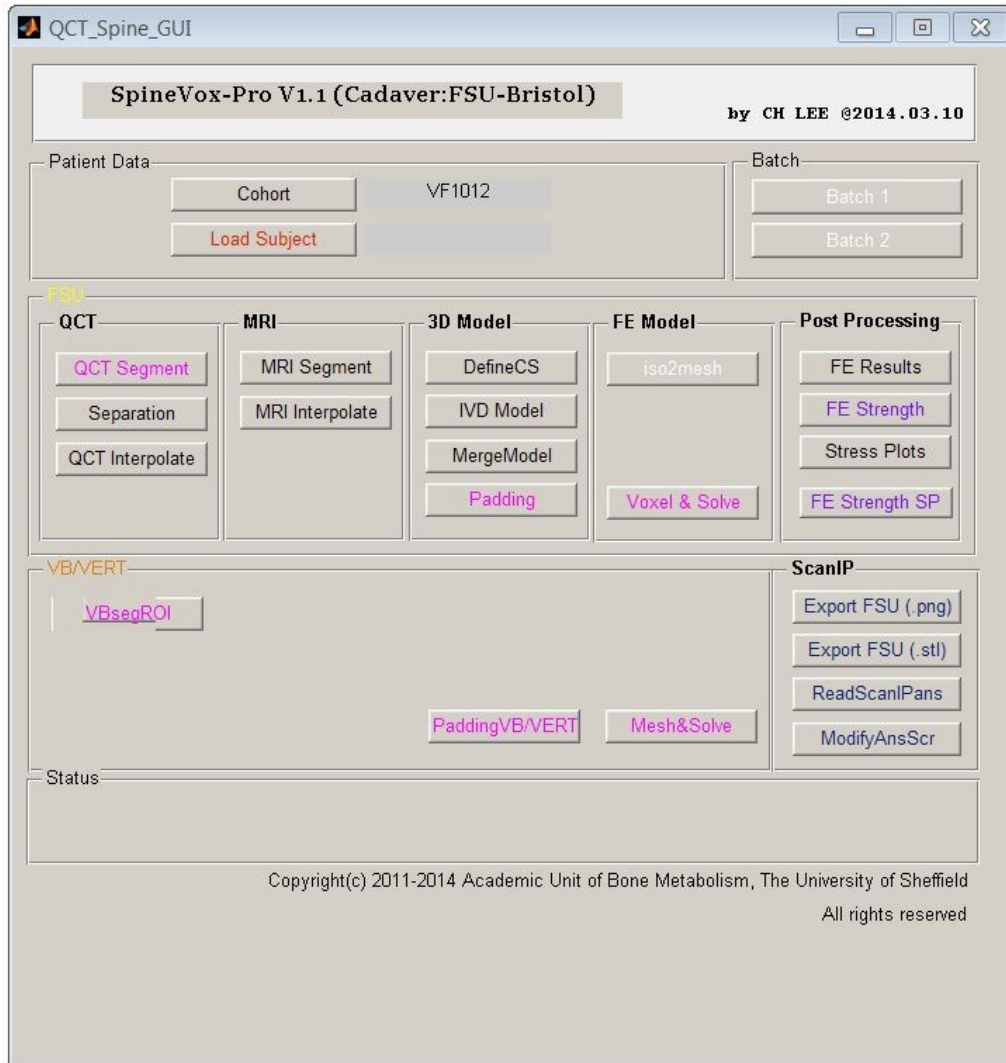 QCT_Spine_GUI
SpineVox-Pro V1.1 (Cadaver:FSU-Bristol)
by CH LEE @2014.03.10
Patient Data
Cohort
VF1012
Load Subject
Batch
Batch 1
Batch 2
FSU
QCT
QCT Segment
Separation
QCT Interpolate
MRI
MRI Segment
MRI Interpolate
3D Model
DefineCS
IVD Model
MergeModel
Padding
FE Model
iso2mesh
Voxel & Solve
Post Processing
FE Results
FE Strength
Stress Plots
FE Strength SP
VB/VERT
VBsegROI
PaddingVB/VERT
Mesh&Solve
ScanIP
Export FSU (.png)
Export FSU (.stl)
ReadScanIPans
ModifyAnsScr
Status
Copyright(c) 2011-2014 Academic Unit of Bone Metabolism, The University of Sheffield
All rights reserved